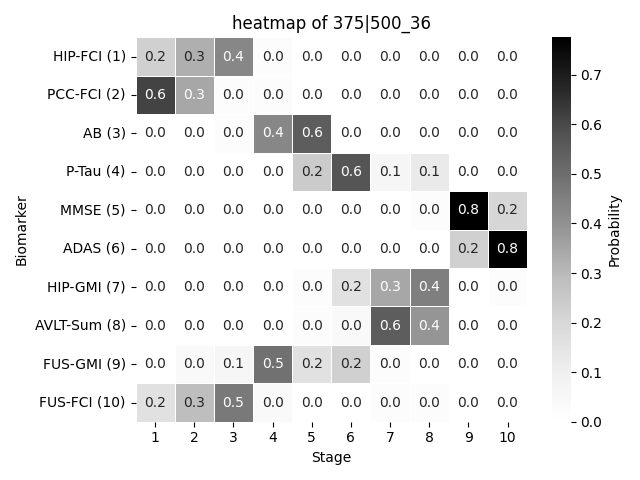 heatmap of 375|500_36
HIP-FCI (1) 0.2 0.3 0.4 0.0 0.0 0.0 0.0 0.0 0.0 0.0
PCC-FCI (2) 0.6 0.3 0.0 0.0 0.0 0.0 0.0 0.0 0.0 0.0
AB (3) 0.0 0.0 0.0 0.4 0.6 0.0 0.0 0.0 0.0 0.0
P-Tau (4) 0.0 0.0 0.0 0.0 0.2 0.6 0.1 0.1 0.0 0.0
MMSE (5) 0.0 0.0 0.0 0.0 0.0 0.0 0.0 0.0 0.8 0.2
ADAS (6) 0.0 0.0 0.0 0.0 0.0 0.0 0.0 0.0 0.2 0.8
HIP-GMI (7) 0.0 0.0 0.0 0.0 0.0 0.2 0.3 0.4 0.0 0.0
AVLT-Sum (8) 0.0 0.0 0.0 0.0 0.0 0.0 0.6 0.4 0.0 0.0
FUS-GMI (9) 0.0 0.0 0.1 0.5 0.2 0.2 0.0 0.0 0.0 0.0
FUS-FCI (10) 0.2 0.3 0.5 0.0 0.0 0.0 0.0 0.0 0.0 0.0
1 2 3 4 5 6 7 8 9 10
Stage
Biomarker
0.7
0.6
0.5
0.4
0.3
0.2
0.1
0.0
Probability